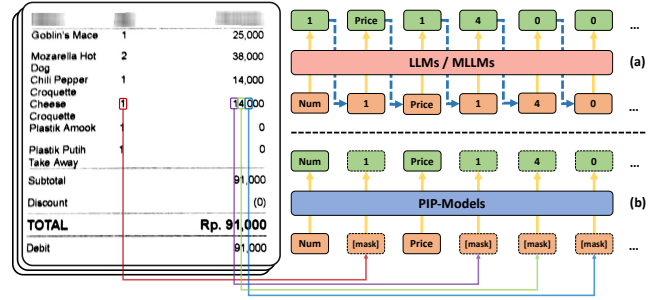 Goblin's Mace 1 25,000
Mozarella Hot 2 38,000
Dog
Chili Pepper 1 14,000
Croquette
Cheese 1 14,000
Croquette
Plastik Amook 1 0
Plastik Putih 1 0
Take Away
Subtotal 91,000
Discount (0)
TOTAL Rp. 91,000
Debit 91,000
1 Price 1 4 0 0 ...
LLMs / MLLMs (a)
Num 1 Price 1 4 0 ...
Num 1 Price 1 4 0 ...
PIP-Models (b)
Num [mask] Price [mask] [mask] [mask] ...